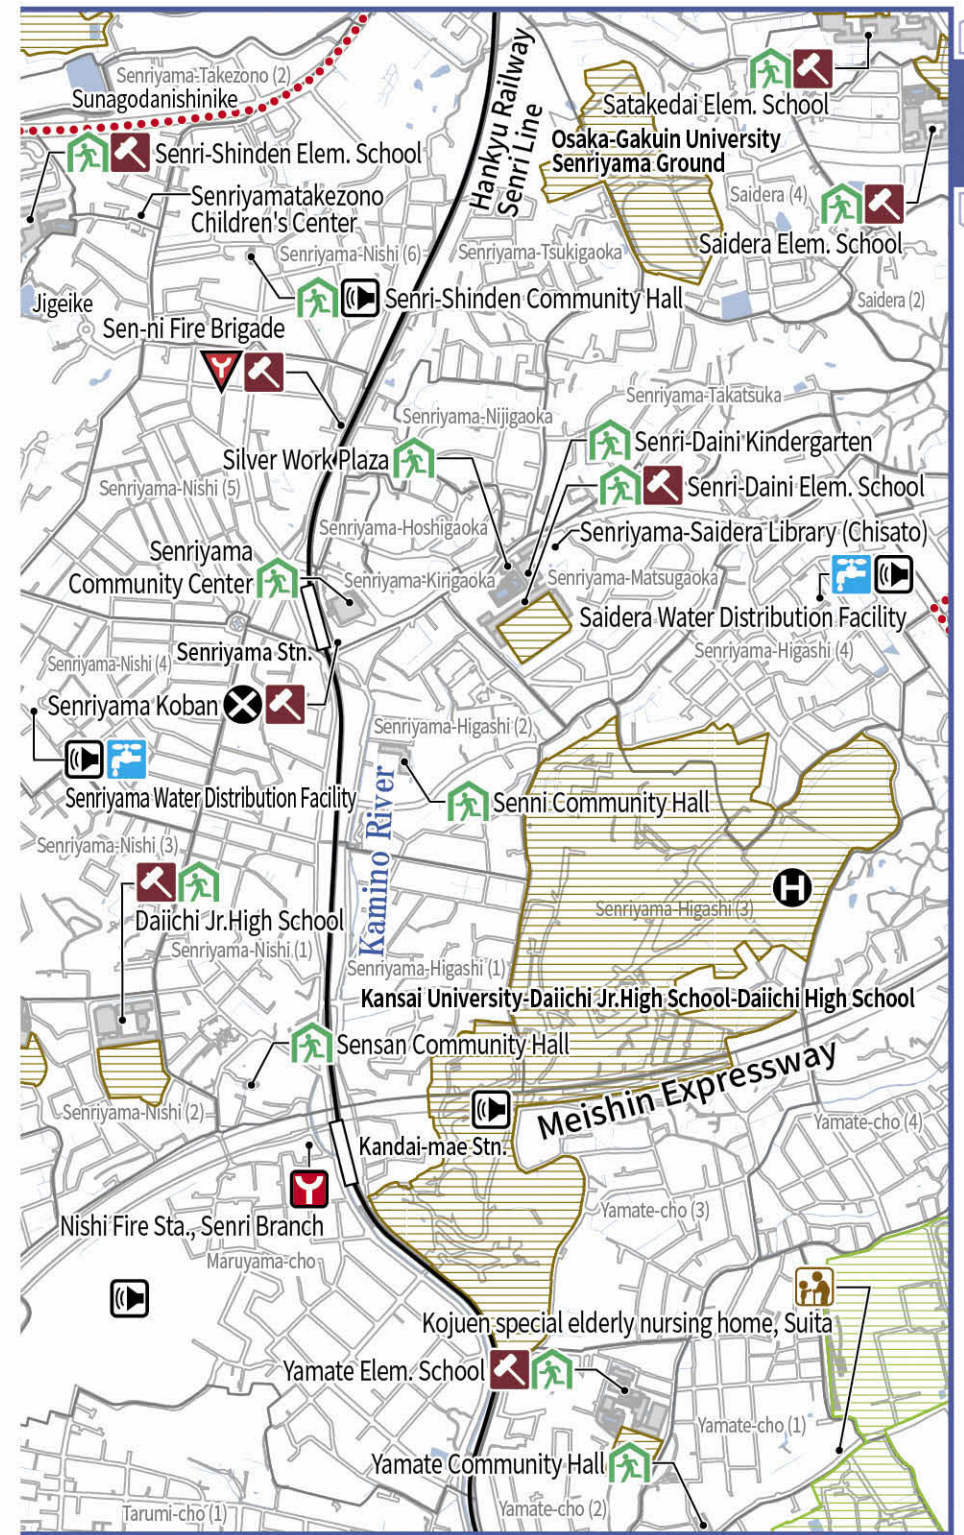 Senriyama-Takezono (2)
Sunagodanishinike
Hankyu Railway
Senri Line
Satakedai Elem. School
Osaka-Gakuin University
Senriyama Ground
Senri-Shinden Elem. School
Senriyamatakezono
Children's Center
Saidera (4)
Saidera Elem. School
Senriyama-Nishi (6)
Senriyama-Tsukigaoka
Jigeike
Senri-Shinden Community Hall
Saidera (2)
Sen-ni Fire Brigade
Senriyama-Takatsuka
Senriyama-Nijigaoka
Senri-Daini Kindergarten
Silver Work Plaza
Senriyama-Nishi (5)
Senri-Daini Elem. School
Senriyama-Hoshigaoka
Senriyama-Saidera Library (Chisato)
Senriyama
Community Center
Senriyama-Kirigaoka
Senriyama-Matsugaoka
Saidera Water Distribution Facility
Senriyama Stn.
Senriyama-Nishi (4)
Senriyama-Higashi (4)
Senriyama Koban
Senriyama-Higashi (2)
Senriyama Water Distribution Facility
Senni Community Hall
Kamino River
Senriyama-Nishi (3)
H
Daiichi Jr.High School
Senriyama-Higashi (3)
Senriyama-Nishi (1)
Senriyama-Higashi (1)
Kansai University-Daiichi Jr.High School-Daiichi High School
Sensan Community Hall
Meishin Expressway
Senriyama-Nishi (2)
Yamate-cho (4)
Kandai-mae Stn.
Nishi Fire Sta., Senri Branch
Yamate-cho (3)
Maruyama-cho
Kojuen special elderly nursing home, Suita
Yamate Elem. School
Yamate-cho (1)
Yamate Community Hall
Tarumi-cho (1)
Yamate-cho (2)